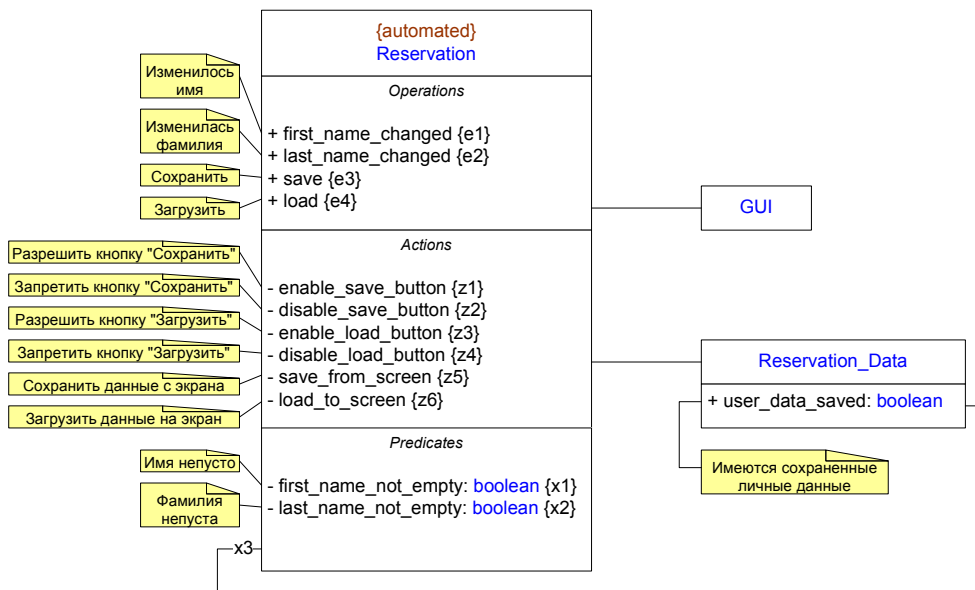 {automated}
Reservation
Operations
Изменилось
имя
+ first_name_changed {e1}
Изменилась
фамилия
+ last_name_changed {e2}
Сохранить
+ save {e3}
Загрузить
+ load {e4}
GUI
Actions
Разрешить кнопку "Сохранить"
- enable_save_button {z1}
Запретить кнопку "Сохранить"
- disable_save_button {z2}
Разрешить кнопку "Загрузить"
- enable_load_button {z3}
Запретить кнопку "Загрузить"
- disable_load_button {z4}
Сохранить данные с экрана
- save_from_screen {z5}
Загрузить данные на экран
- load_to_screen {z6}
Reservation_Data
+ user_data_saved: boolean
Имеются сохраненные
личные данные
Predicates
Имя непусто
- first_name_not_empty: boolean {x1}
Фамилия
непуста
- last_name_not_empty: boolean {x2}
x3